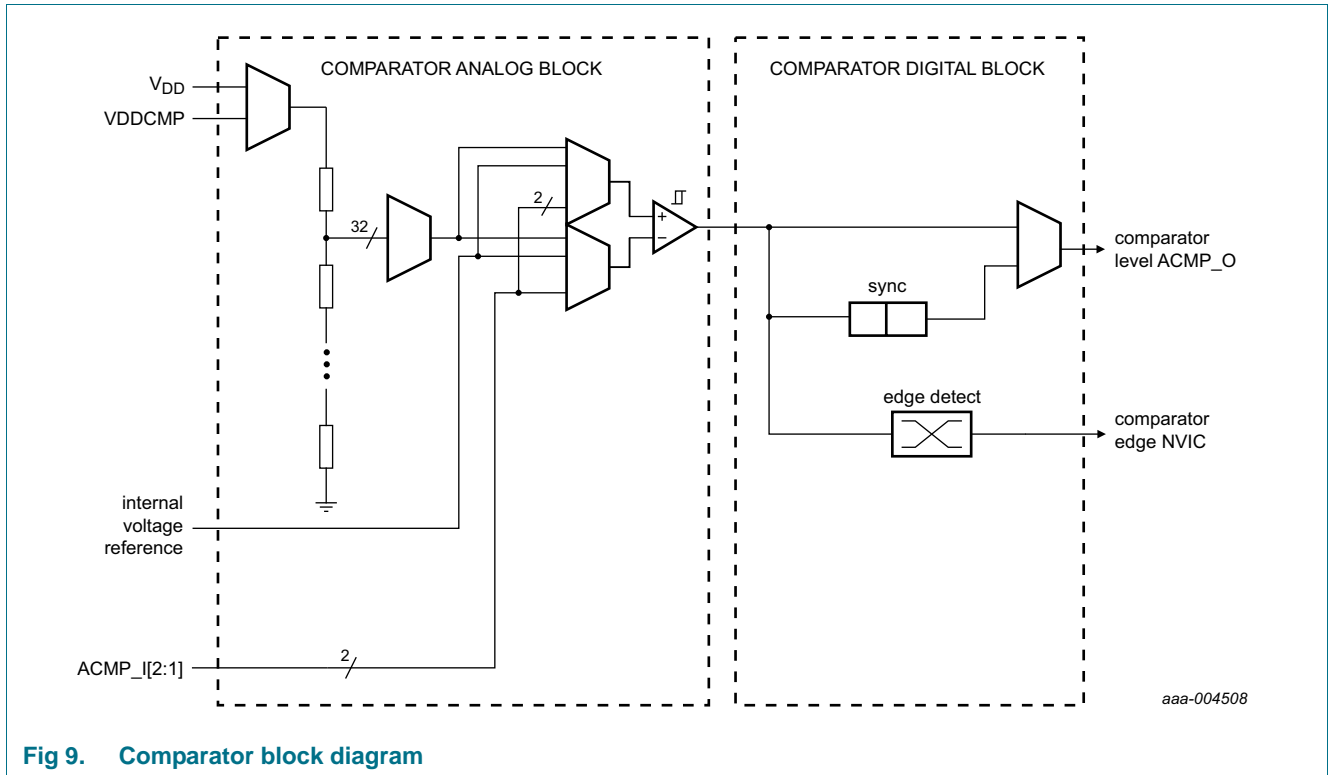 COMPARATOR ANALOG BLOCK
COMPARATOR DIGITAL BLOCK
VDD
VDDCMP
32
2
+
−
sync
edge detect
comparator
level ACMP_O
comparator
edge NVIC
internal
voltage
reference
ACMP_I[2:1]
2
aaa-004508
Fig 9. Comparator block diagram